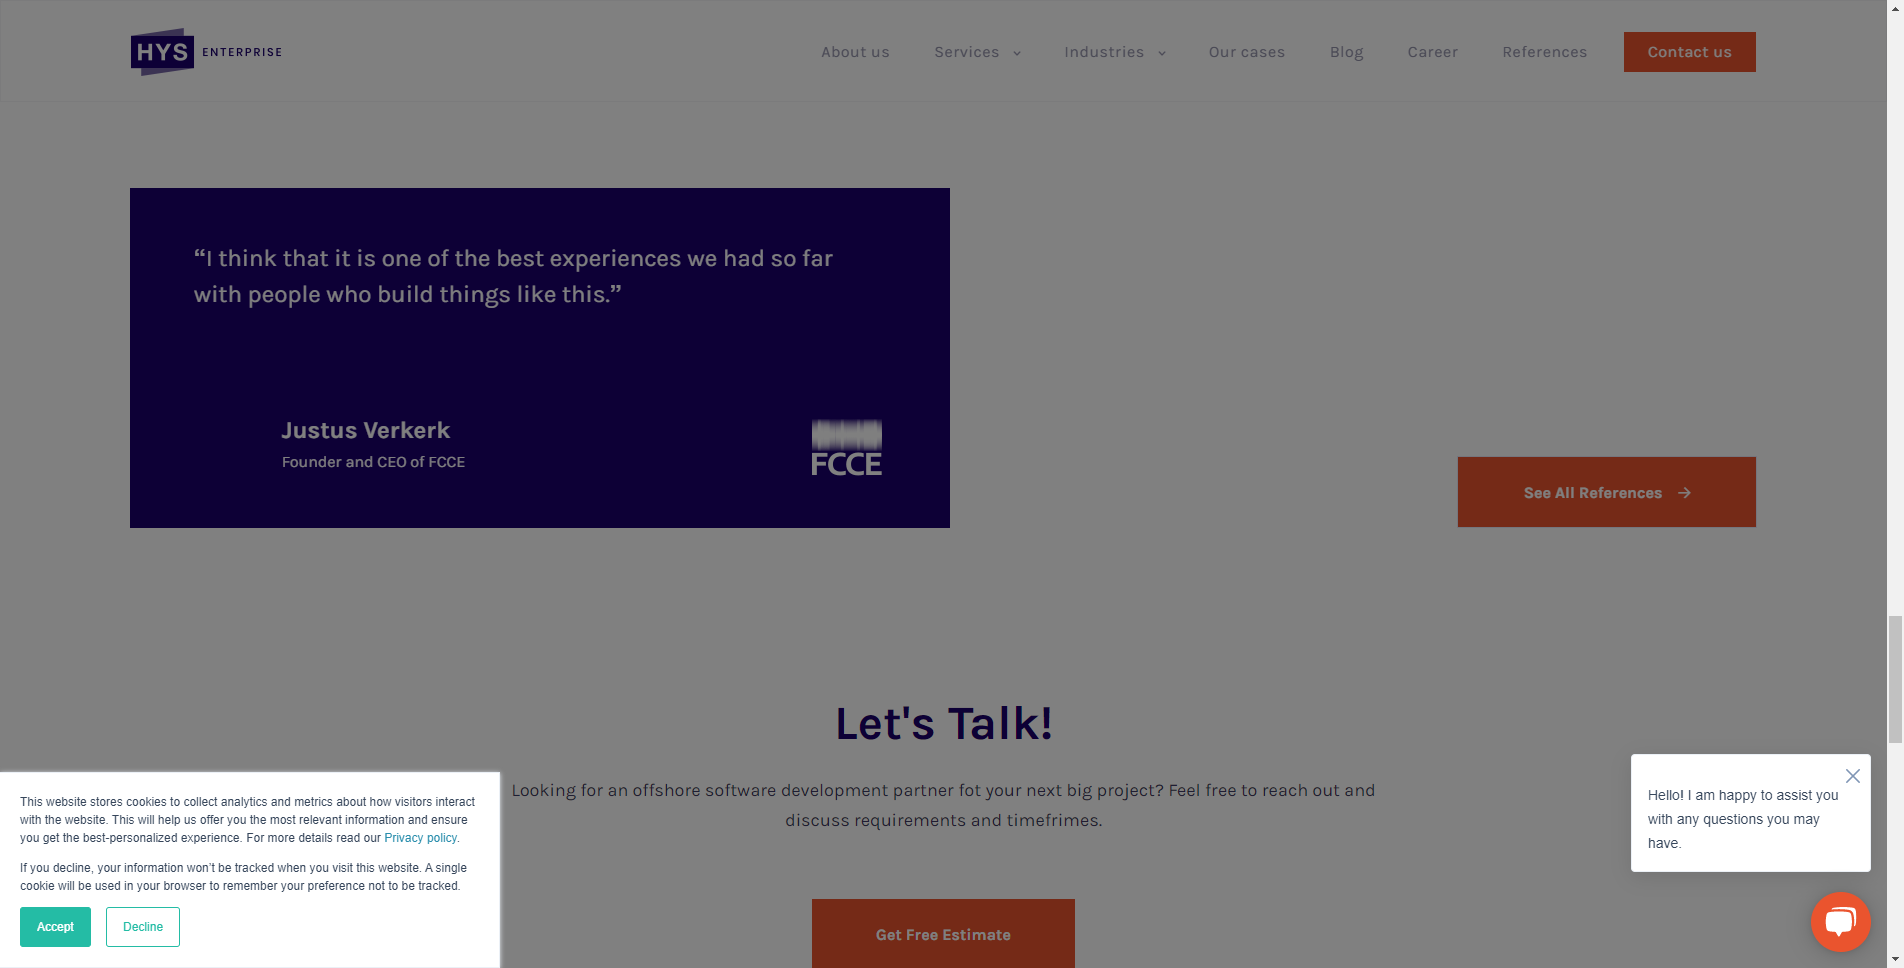 HYS ENTERPRISE
About us
Services
Industries
Our cases
Blog
Career
References
Contact us
“I think that it is one of the best experiences we had so far
with people who build things like this.”
Justus Verkerk
Founder and CEO of FCCE
FCCE
See All References
Let's Talk!
Looking for an offshore software development partner fot your next big project? Feel free to reach out and
discuss requirements and timefrimes.
Get Free Estimate
This website stores cookies to collect analytics and metrics about how visitors interact
with the website. This will help us offer you the most relevant information and ensure
you get the best-personalized experience. For more details read our Privacy policy.
If you decline, your information won’t be tracked when you visit this website. A single
cookie will be used in your browser to remember your preference not to be tracked.
Accept
Decline
Hello! I am happy to assist you
with any questions you may
have.